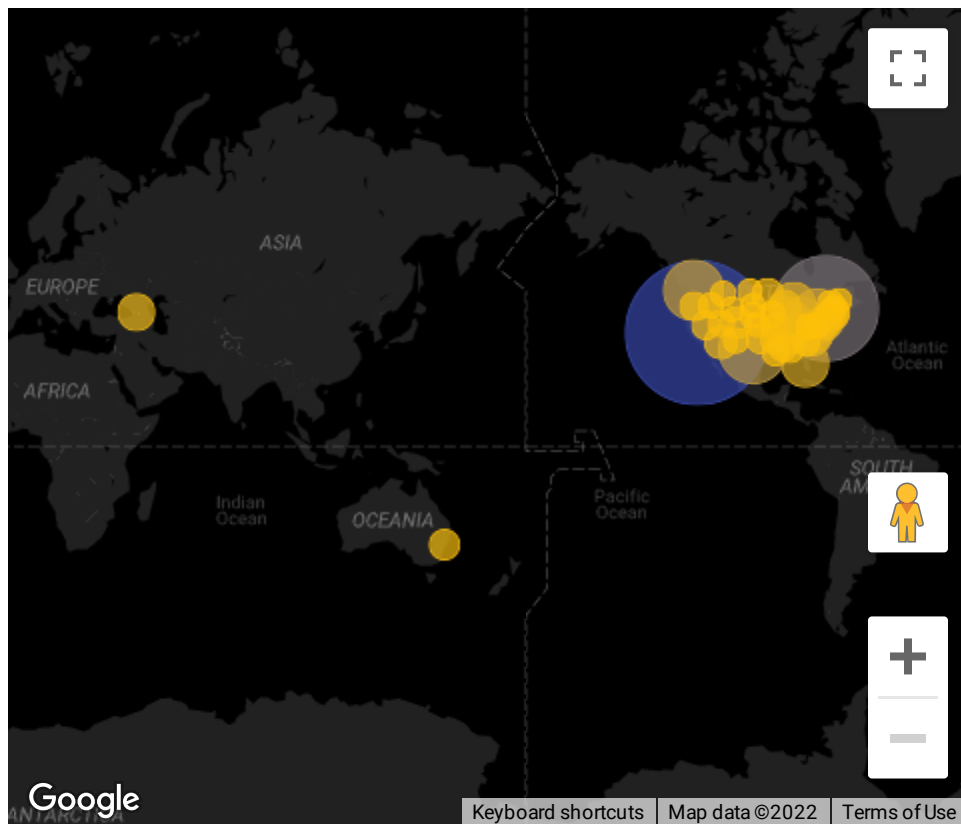 ASIA
EUROPE
AFRICA
Atlantic
Ocean
SOUTH
AM
Indian
Ocean
OCEANIA
Pacific
Ocean
Google
ANTARCTICA
Keyboard shortcuts
Map data ©2022
Terms of Use